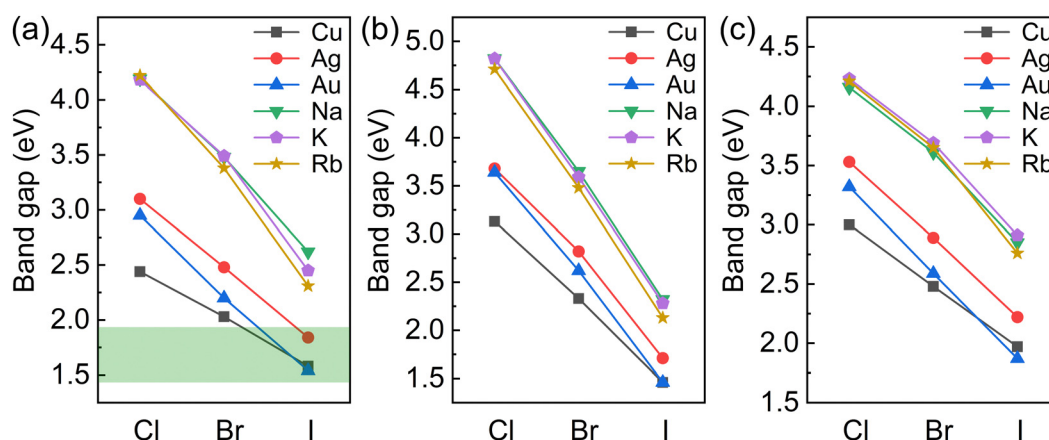 (a)
Band gap (eV)
4.5
4.0
3.5
3.0
2.5
2.0
1.5
Cl Br I
Cu
Ag
Au
Na
K
Rb
(b)
Band gap (eV)
5.0
4.5
4.0
3.5
3.0
2.5
2.0
1.5
Cl Br I
Cu
Ag
Au
Na
K
Rb
(c)
Band gap (eV)
4.5
4.0
3.5
3.0
2.5
2.0
1.5
Cl Br I
Cu
Ag
Au
Na
K
Rb